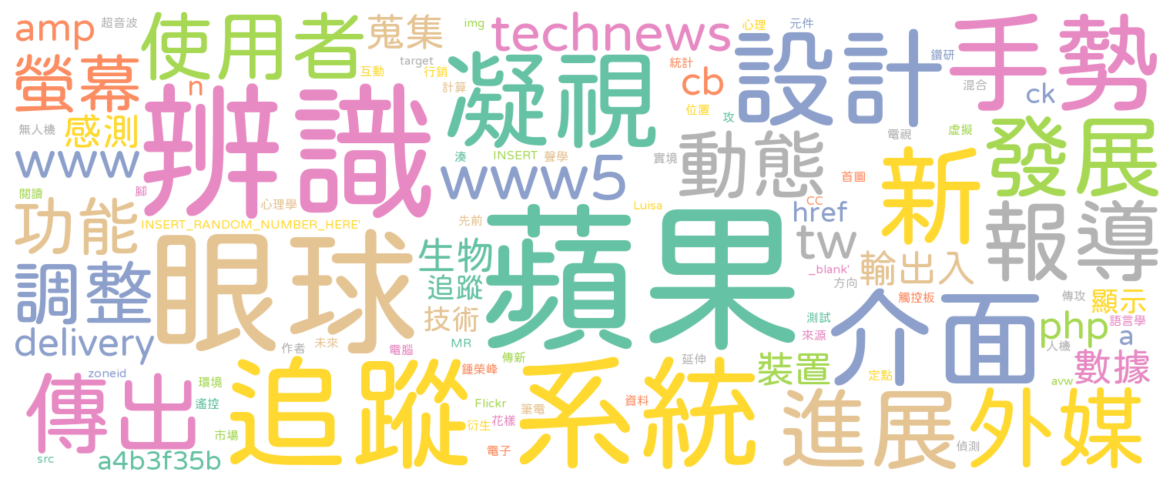 amp 超音波 使用者 蒐集 img technews 心理 元件 手勢
螢幕 n 互動 target 行銷 計算 凝視 統計 cb 設計 鑽研 混合 ck
無人機 感測 辨識 位置 攻 電視 虛擬 發展
www 湊 INSERT 聲學 www5 實境 動態 首圖 新
閱讀 腳 心理學 Luisa cc href 報導
功能 INSERT_RANDOM_NUMBER_HERE' 先前 tw
眼球 生物 蘋果 _blank' 方向 輸出入
調整 追蹤 觸控板 傳攻 顯示
delivery 技術 測試 來源 介面 php a 語言學
作者 未來 電腦 MR 傳新 延伸 人機
zoneid 環境 鍾榮峰 裝置 定點 數據 avw
傳出 遙控 追蹤 Flickr 筆電 資料 系統 進展 外媒
市場 衍生 花樣 偵測
src a4b3f35b 電子